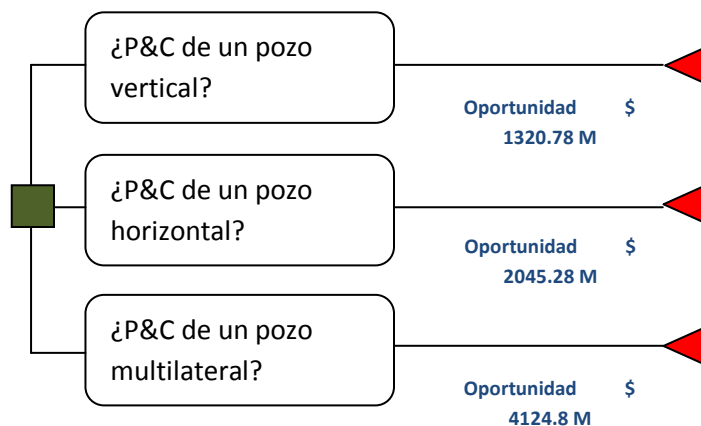 ¿P&C de un pozo
vertical?
Oportunidad $
1320.78 M
¿P&C de un pozo
horizontal?
Oportunidad $
2045.28 M
¿P&C de un pozo
multilateral?
Oportunidad $
4124.8 M